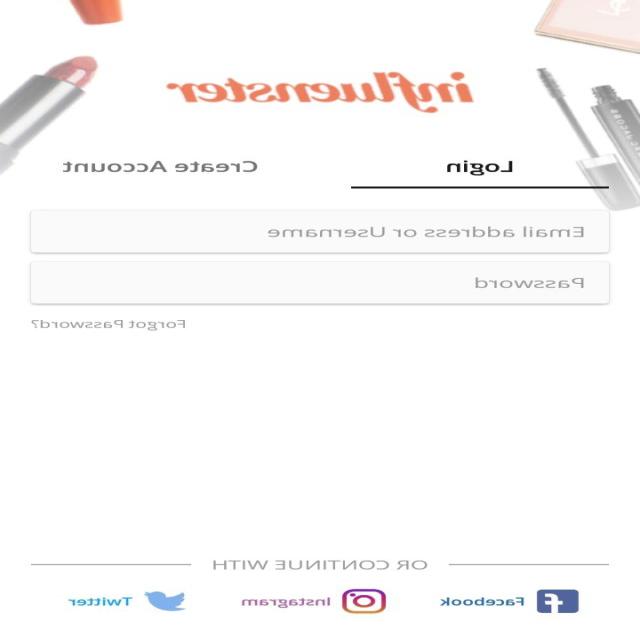 influenster
Login
Create Account
Email address or Username
Password
Forgot Password?
OR CONTINUE WITH
Facebook
Instagram
Twitter